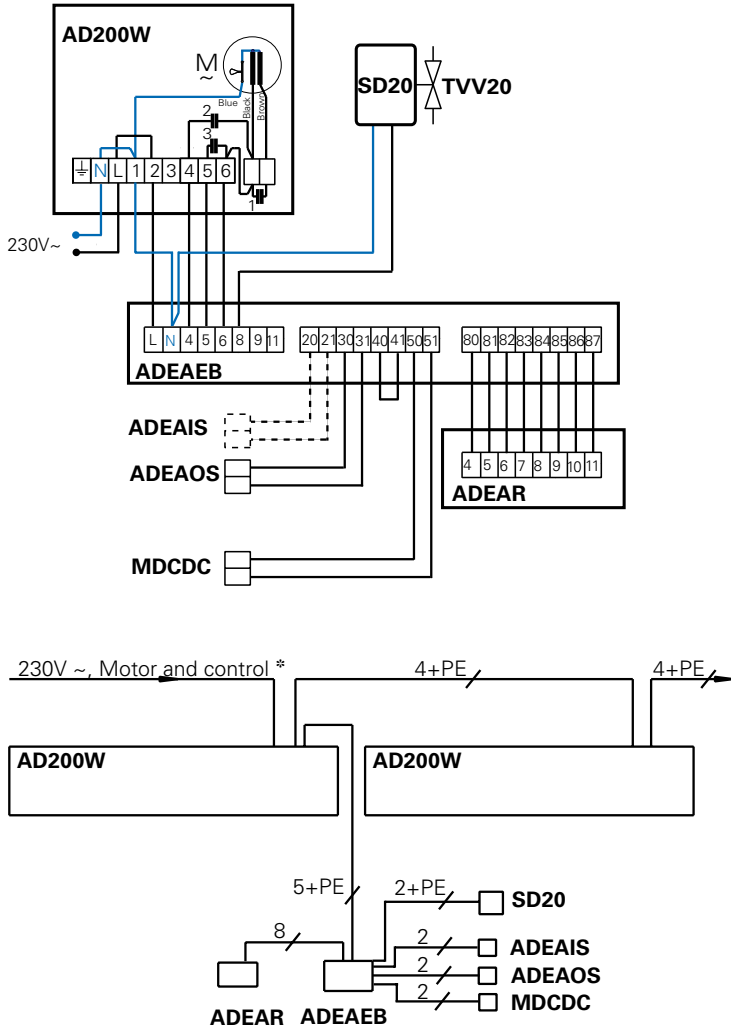 AD200W
M
~
Blue
Black
Brown
2
3
1
N L 1 2 3 4 5 6
230V~
SD20
TVV20
L N 4 5 6 8 9 11
20 21 30 31 40 41 50 51
80 81 82 83 84 85 86 87
ADEAEB
ADEAIS
ADEAOS
MDCDC
4 5 6 7 8 9 10 11
ADEAR
230V ~, Motor and control *
4+PE
4+PE
AD200W
AD200W
5+PE
2+PE
SD20
8
2
ADEAIS
2
ADEAOS
2
MDCDC
ADEAR
ADEAEB